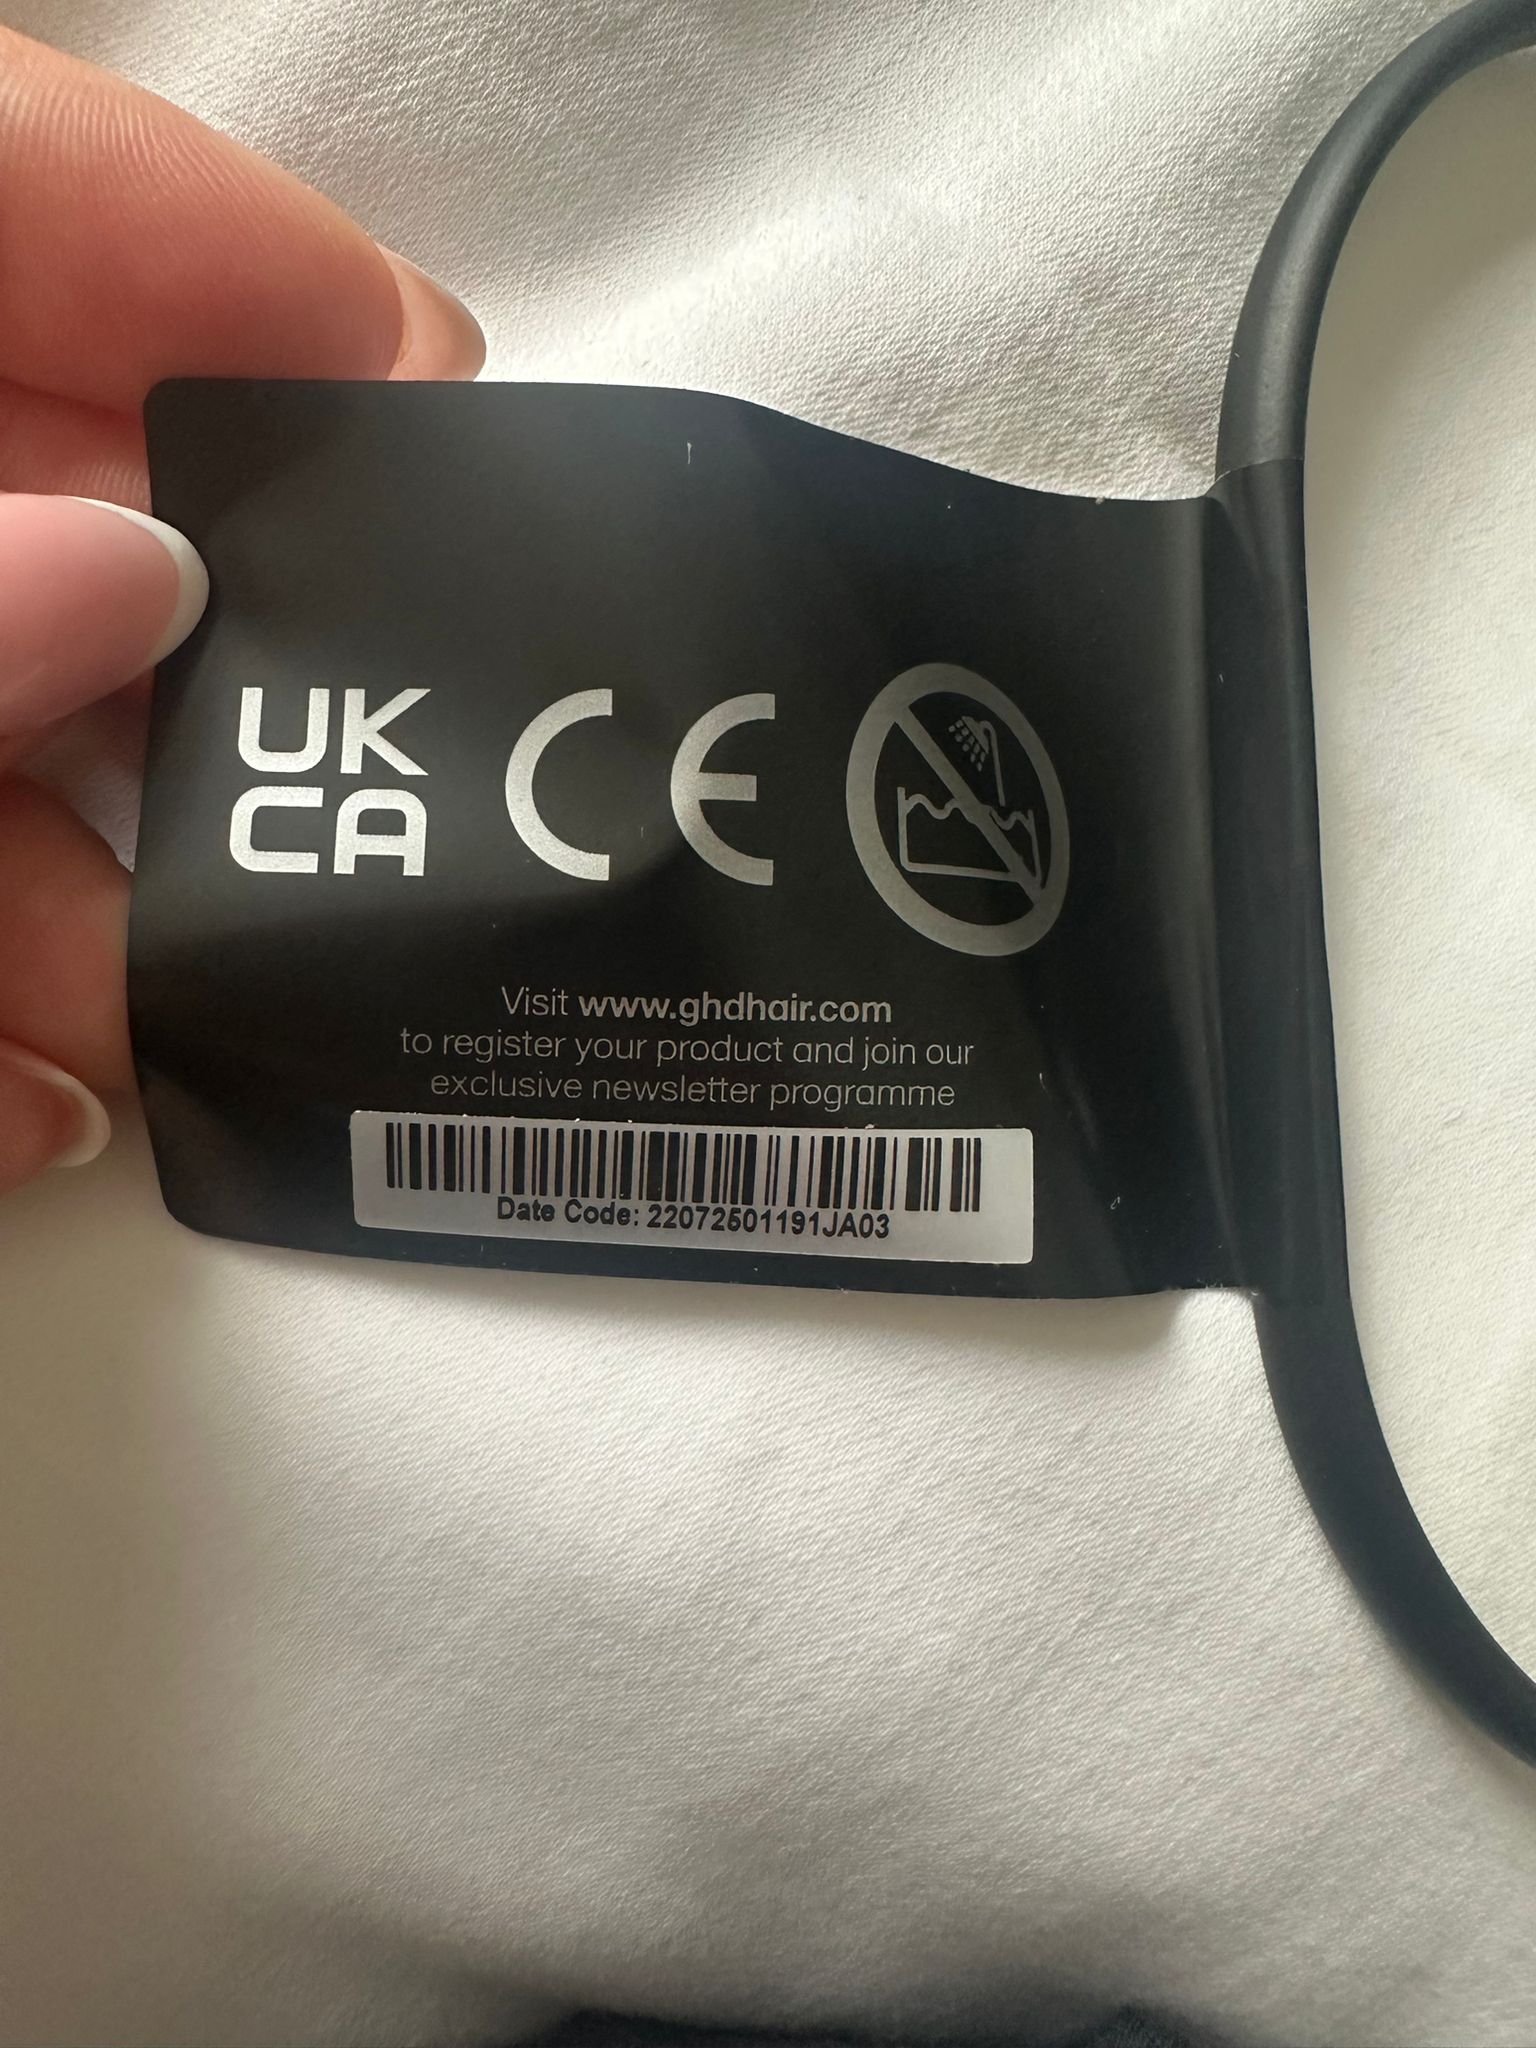 UK
CA
CE
Visit www.ghdhair.com
to register your product and join our
exclusive newsletter programme
Date Code: 22072501191JA03